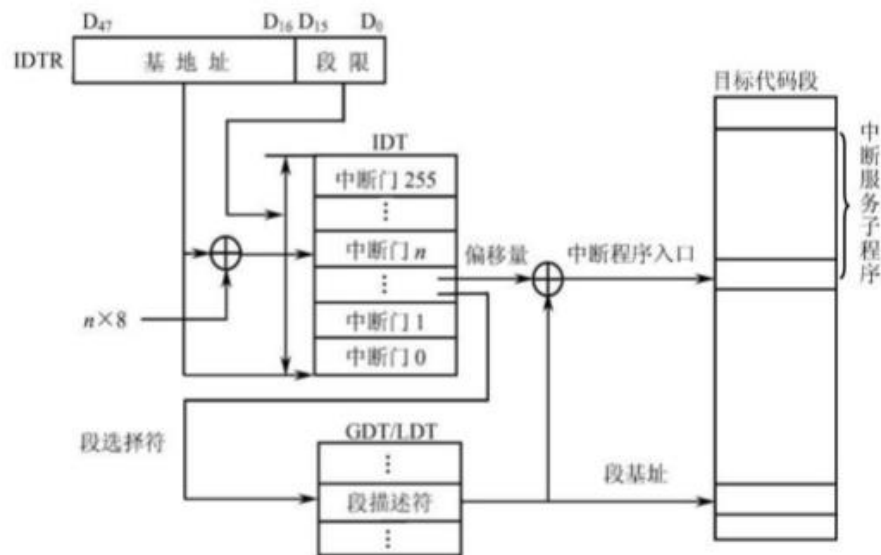 D47 D16 D15 D0
IDTR 基地址 段限
目标代码段
IDT
中断门 255
⋮
中断门 n
偏移量
中断程序入口
⋮
n×8
中断门 1
中断门 0
中断服务子程序
段选择符
GDT/LDT
⋮
段描述符
段基址
⋮